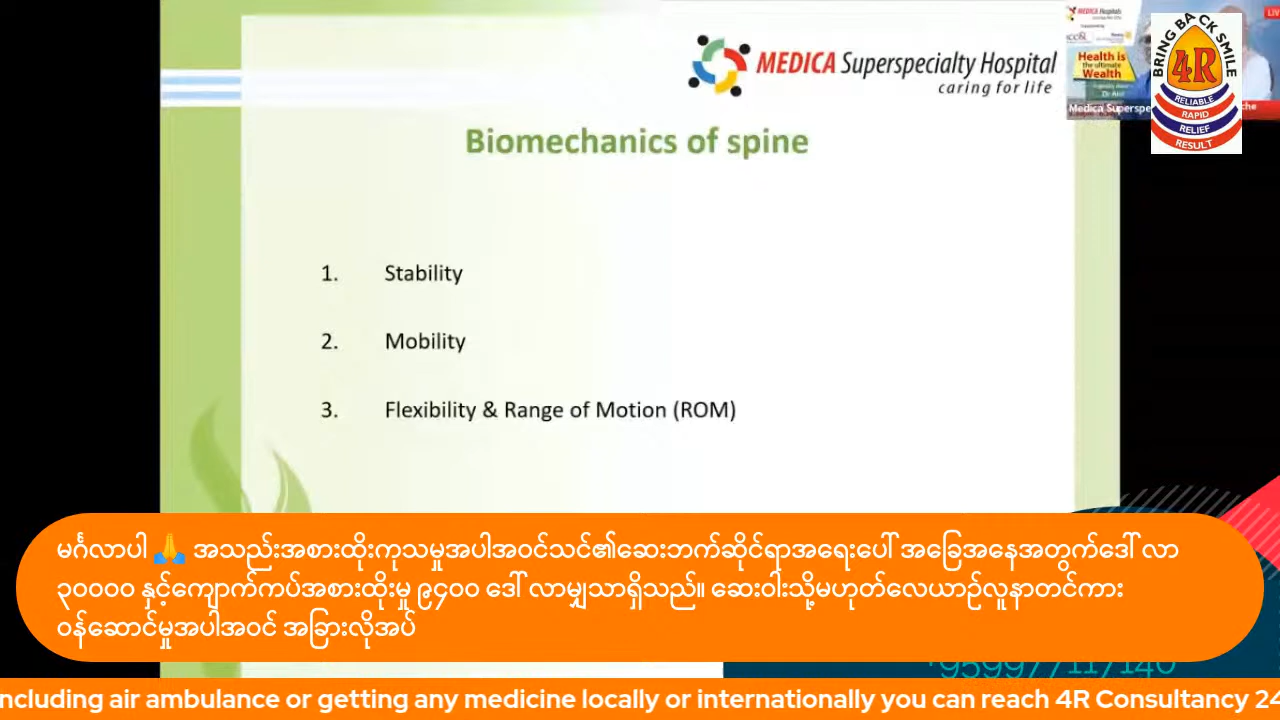 MEDICA Superspecialty Hospital
caring for life
Biomechanics of spine
1. Stability
2. Mobility
3. Flexibility & Range of Motion (ROM)
MEDICA Hospitals
Health is
the ultimate
Wealth
BRING BACK SMILE
4R
RELIABLE
RAPID
RELIEF
RESULT
မင်္ဂလာပါ 🙏 အသည်းအစားထိုးကုသမှုအပါအဝင်သင်၏ဆေးဘက်ဆိုင်ရာအရေးပေါ် အခြေအနေအတွက်ဒေါ် လာ
၃၀၀၀၀ နှင့်ကျောက်ကပ်အစားထိုးမှု ၉၄၀၀ ဒေါ် လာမျှသာရှိသည်။ ဆေးဝါးသို့မဟုတ်လေယာဉ်လူနာတင်ကား
ဝန်ဆောင်မှုအပါအဝင် အခြားလိုအပ်
ncluding air ambulance or getting any medicine locally or internationally you can reach 4R Consultancy 24